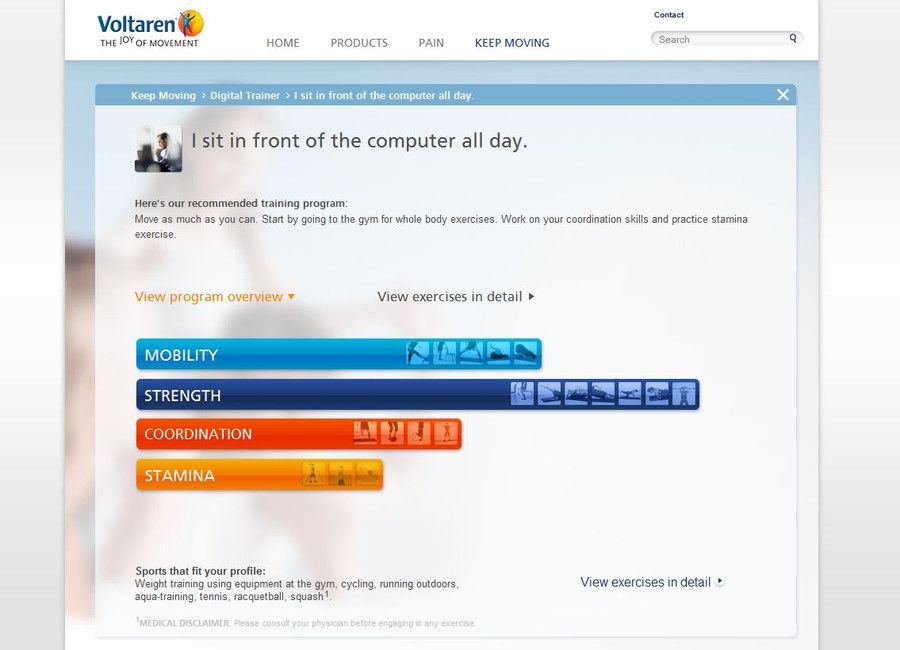 Voltaren
THE JOY OF MOVEMENT
HOME PRODUCTS PAIN KEEP MOVING
Contact
Search
Keep Moving > Digital Trainer > I sit in front of the computer all day.
I sit in front of the computer all day.
Here's our recommended training program:
Move as much as you can. Start by going to the gym for whole body exercises. Work on your coordination skills and practice stamina
exercise.
View program overview View exercises in detail
MOBILITY
STRENGTH
COORDINATION
STAMINA
Sports that fit your profile:
Weight training using equipment at the gym, cycling, running outdoors,
aqua-training, tennis, racquetball, squash¹.
View exercises in detail
¹MEDICAL DISCLAIMER. Please consult your physician before engaging in any exercise.